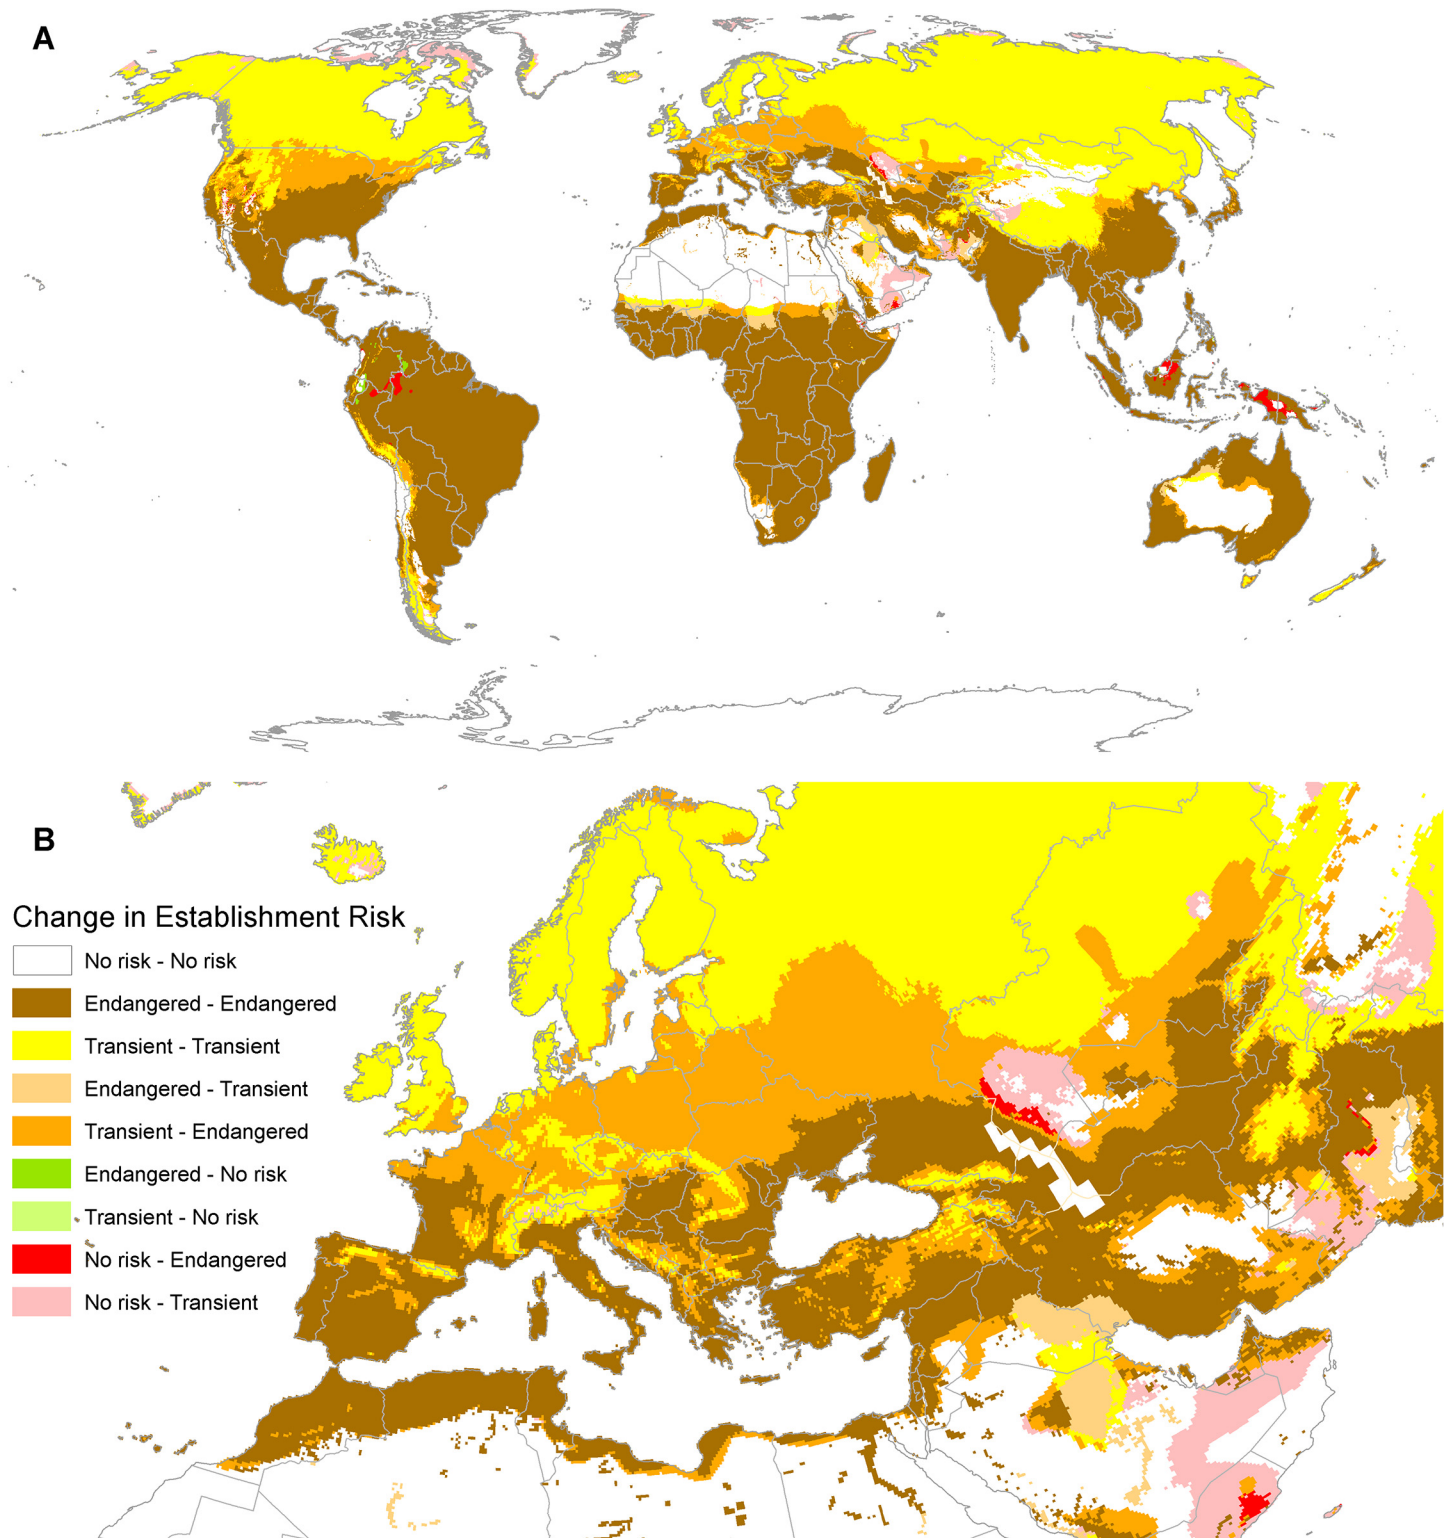 A
B
Change in Establishment Risk
No risk - No risk
Endangered - Endangered
Transient - Transient
Endangered - Transient
Transient - Endangered
Endangered - No risk
Transient - No risk
No risk - Endangered
No risk - Transient